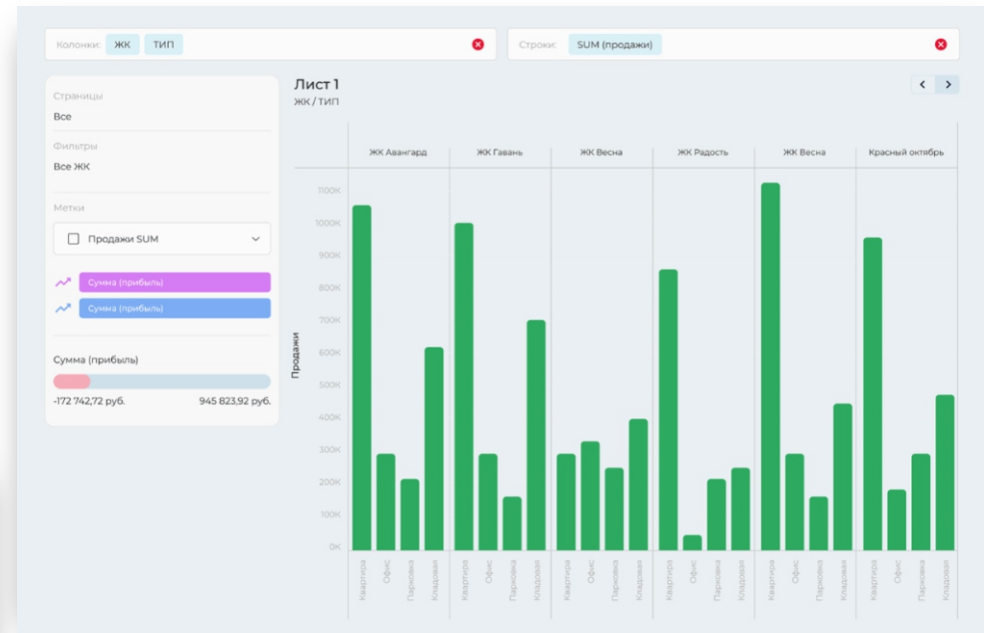 Колонки: ЖК ТИП
Строки: SUM (продажи)
Страницы
Все
Фильтры
Все ЖК
Метки
Продажи SUM
Сумма (прибыль)
Сумма (прибыль)
Сумма (прибыль)
-172 742,72 руб. 945 823,92 руб.
Лист 1
ЖК / ТИП
ЖК Авангард ЖК Гавань ЖК Весна ЖК Радость ЖК Весна Красный октябрь
Продажи
1100K
1000K
900K
800K
700K
600K
500K
400K
300K
200K
100K
0K
Квартира Офис Парковка Кладовая Квартира Офис Парковка Кладовая Квартира Офис Парковка Кладовая Квартира Офис Парковка Кладовая Квартира Офис Парковка Кладовая Квартира Офис Парковка Кладовая